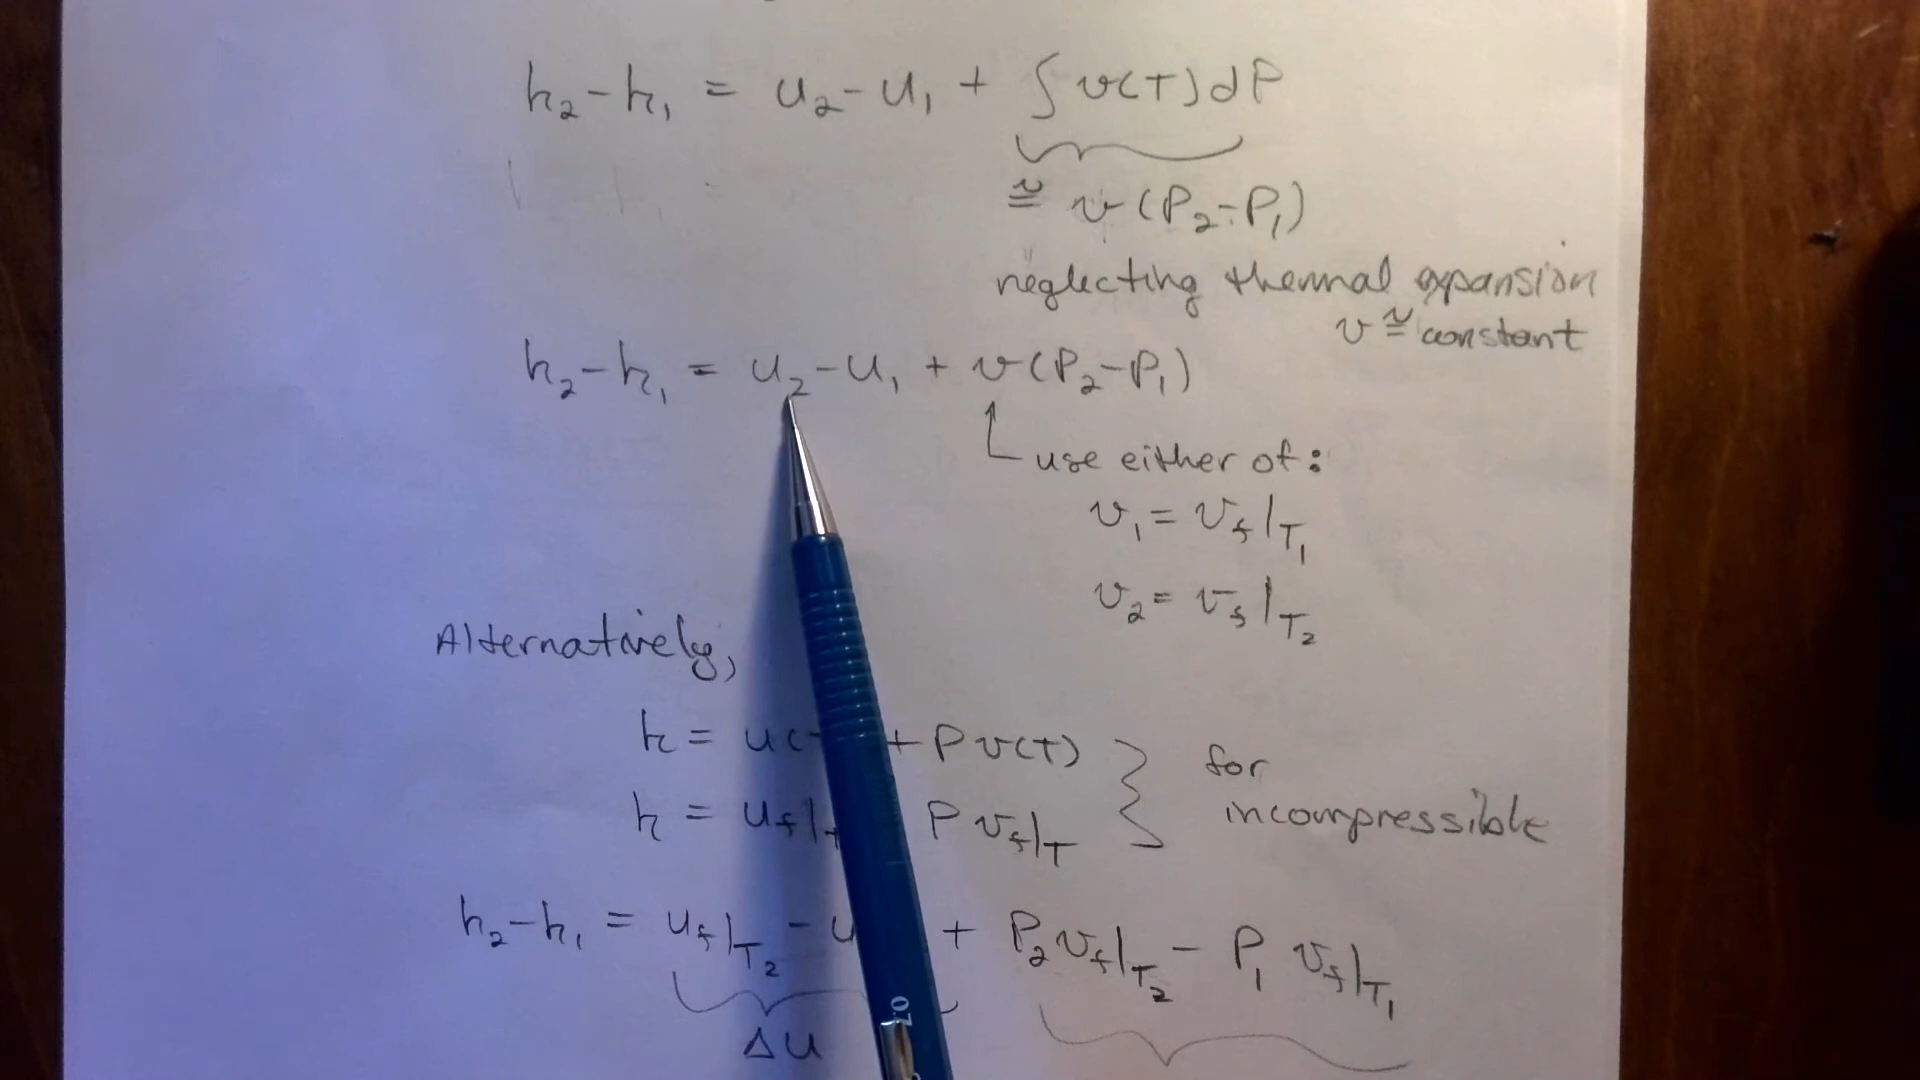 h₂-h₁ = u₂-u₁ + ∫v(T)dP
≅ v(P₂-P₁)
neglecting thermal expansion
v ≅ constant
h₂-h₁ = u₂-u₁ + v(P₂-P₁)
use either of:
v₁ = v_f|T₁
v₂ = v_f|T₂
Alternatively,
h = u( + P v(T) } for
h = u_f| P v_f|T incompressible
h₂-h₁ = u_f|T₂ - u + P₂v_f|T₂ - P₁ v_f|T₁
Δu
0.7